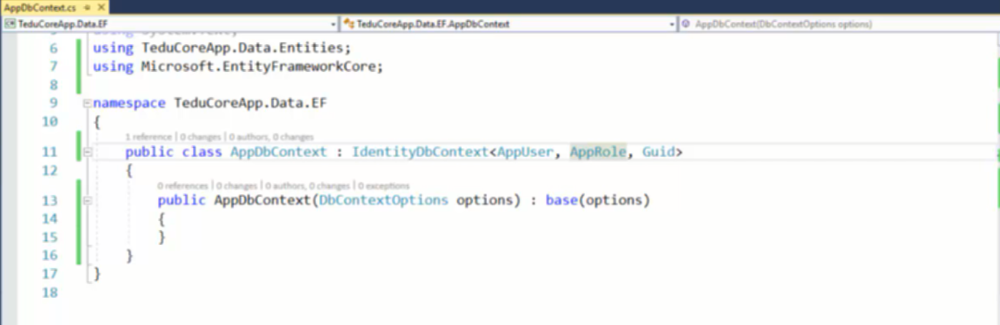 AppDbContext.cs
TeduCoreApp.Data.EF TeduCoreApp.Data.EF.AppDbContext AppDbContext(DbContextOptions options)
6 using TeduCoreApp.Data.Entities;
7 using Microsoft.EntityFrameworkCore;
8
9 namespace TeduCoreApp.Data.EF
10 {
1 reference | 0 changes | 0 authors, 0 changes
11 public class AppDbContext : IdentityDbContext<AppUser, AppRole, Guid>
12 {
0 references | 0 changes | 0 authors, 0 changes | 0 exceptions
13 public AppDbContext(DbContextOptions options) : base(options)
14 {
15 }
16 }
17 }
18